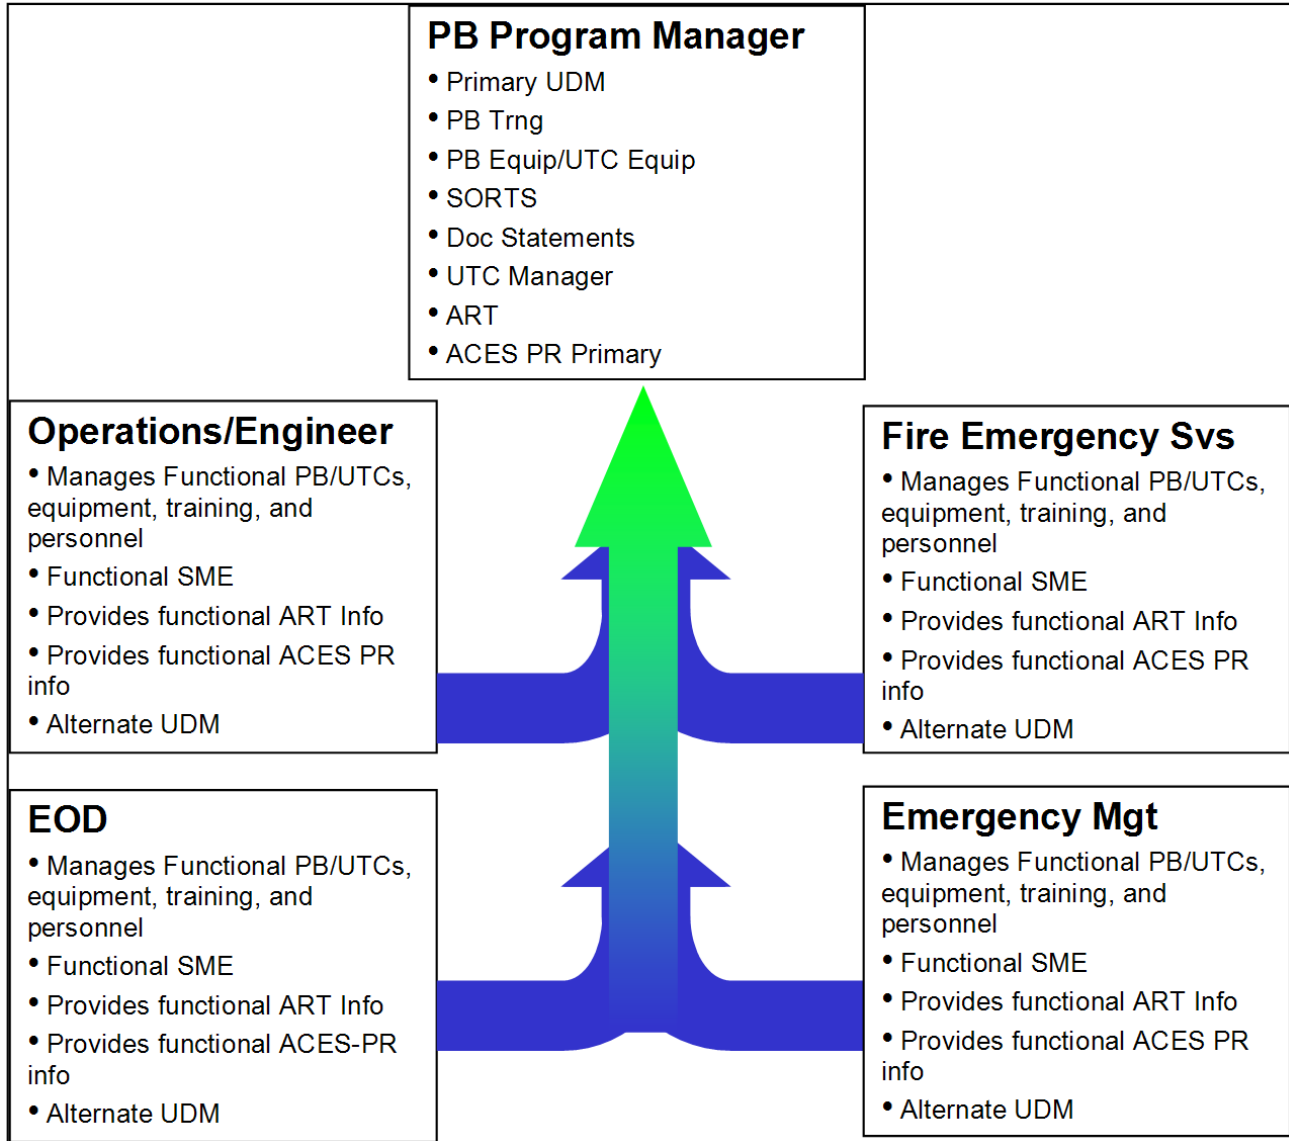 PB Program Manager
• Primary UDM
• PB Trng
• PB Equip/UTC Equip
• SORTS
• Doc Statements
• UTC Manager
• ART
• ACES PR Primary
Operations/Engineer
• Manages Functional PB/UTCs,
equipment, training, and
personnel
• Functional SME
• Provides functional ART Info
• Provides functional ACES PR
info
• Alternate UDM
Fire Emergency Svs
• Manages Functional PB/UTCs,
equipment, training, and
personnel
• Functional SME
• Provides functional ART Info
• Provides functional ACES PR
info
• Alternate UDM
EOD
• Manages Functional PB/UTCs,
equipment, training, and
personnel
• Functional SME
• Provides functional ART Info
• Provides functional ACES-PR
info
• Alternate UDM
Emergency Mgt
• Manages Functional PB/UTCs,
equipment, training, and
personnel
• Functional SME
• Provides functional ART Info
• Provides functional ACES PR
info
• Alternate UDM